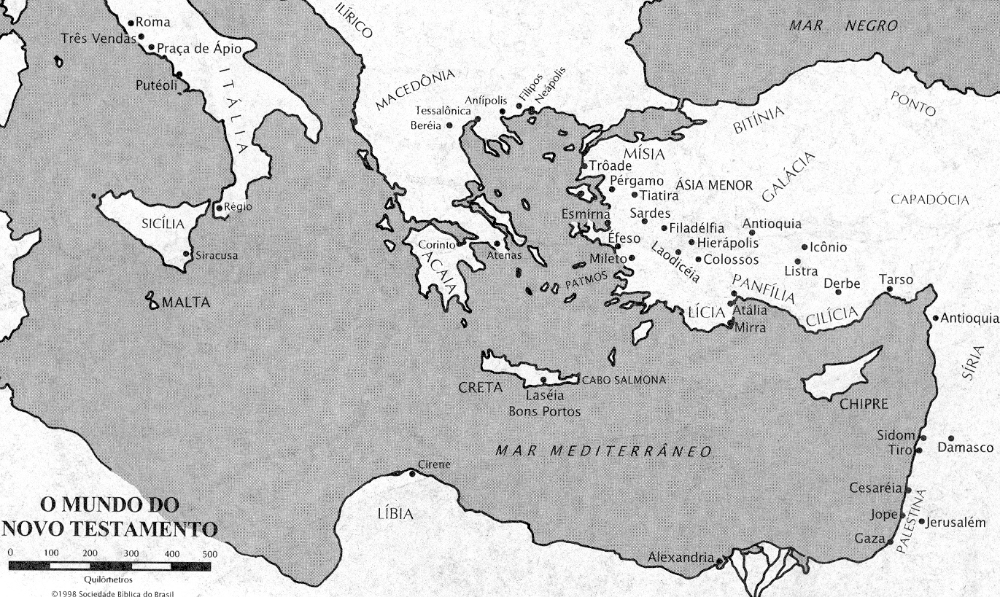 ILÍRICO
MAR NEGRO
Roma
Três Vendas
Praça de Ápio
Putéoli
ITÁLIA
MACEDÔNIA
Filipos
Neápolis
Anfípolis
Tessalônica
Beréia
PONTO
BITÍNIA
MÍSIA
Trôade
Pérgamo
ÁSIA MENOR
Tiatira
GALÁCIA
CAPADÓCIA
Régio
SICÍLIA
Siracusa
MALTA
Esmirna
Sardes
Filadélfia
Antioquia
Éfeso
Hierápolis
Icônio
Corinto
Atenas
ACAIA
Mileto
Laodicéia
Colossos
Listra
PATMOS
PANFÍLIA
Derbe
Tarso
LÍCIA
Atália
CILÍCIA
Mirra
Antioquia
SÍRIA
CRETA
CABO SALMONA
Laséia
Bons Portos
CHIPRE
MAR MEDITERRÂNEO
Sidom
Tiro
Damasco
Cirene
Cesaréia
LÍBIA
Jope
Jerusalém
PALESTINA
Gaza
Alexandria
O MUNDO DO
NOVO TESTAMENTO
0 100 200 300 400 500
Quilômetros
©1998 Sociedade Bíblica do Brasil